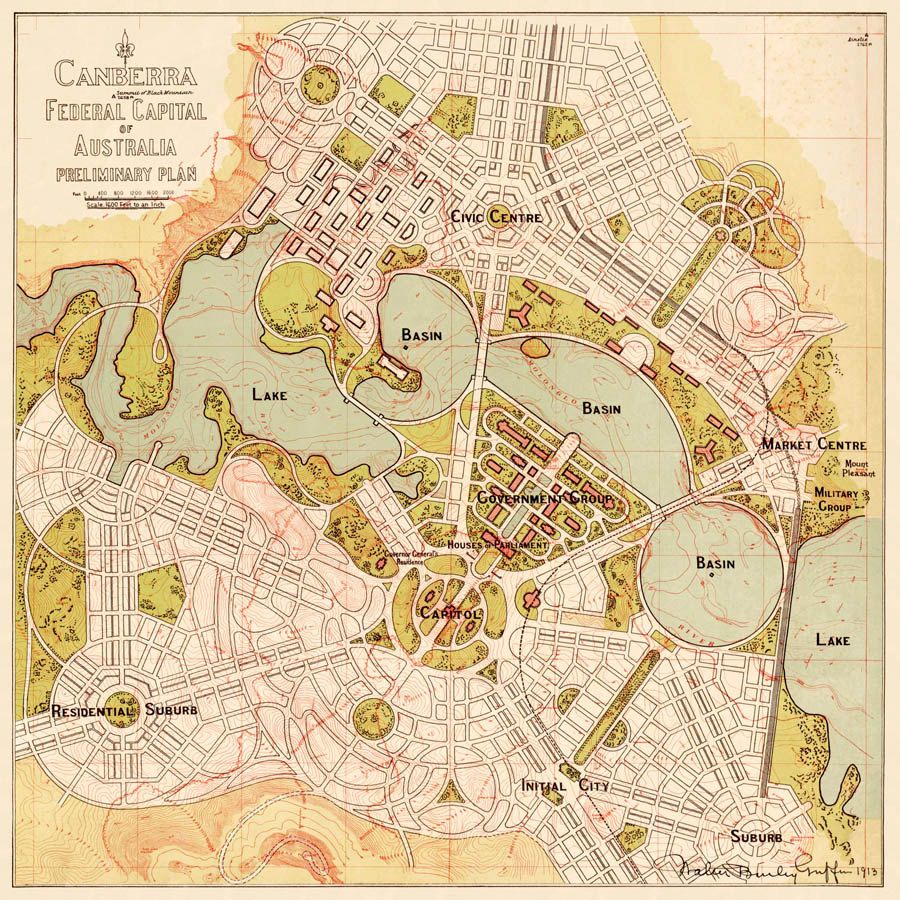 CANBERRA
Summit of Black Mountain
FEDERAL CAPITAL
OF
AUSTRALIA
PRELIMINARY PLAN
Feet 0 400 800 1200 1600 2000
Scale 1600 Feet to an Inch
Ainslie
2762 ft
CIVIC CENTRE
BASIN
LAKE
MOLONGLO
BASIN
MARKET CENTRE
MOUNT
PLEASANT
MILITARY
GROUP
GOVERNMENT GROUP
HOUSES OF PARLIAMENT
GOVERNOR GENERAL'S
RESIDENCE
BASIN
CAPITOL
RIVER
LAKE
RESIDENTIAL SUBURB
INITIAL CITY
SUBURB
Walter Burley Griffin 1913